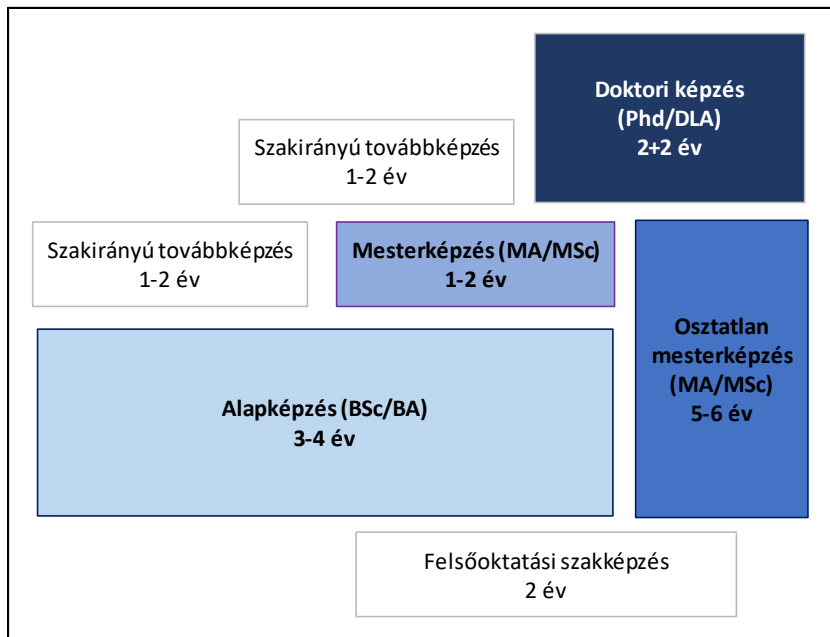 Doktori képzés
(Phd/DLA)
2+2 év
Szakirányú továbbképzés
1-2 év
Szakirányú továbbképzés
1-2 év
Mesterképzés (MA/MSc)
1-2 év
Osztatlan
mesterképzés
(MA/MSc)
5-6 év
Alapképzés (BSc/BA)
3-4 év
Felsőoktatási szakképzés
2 év